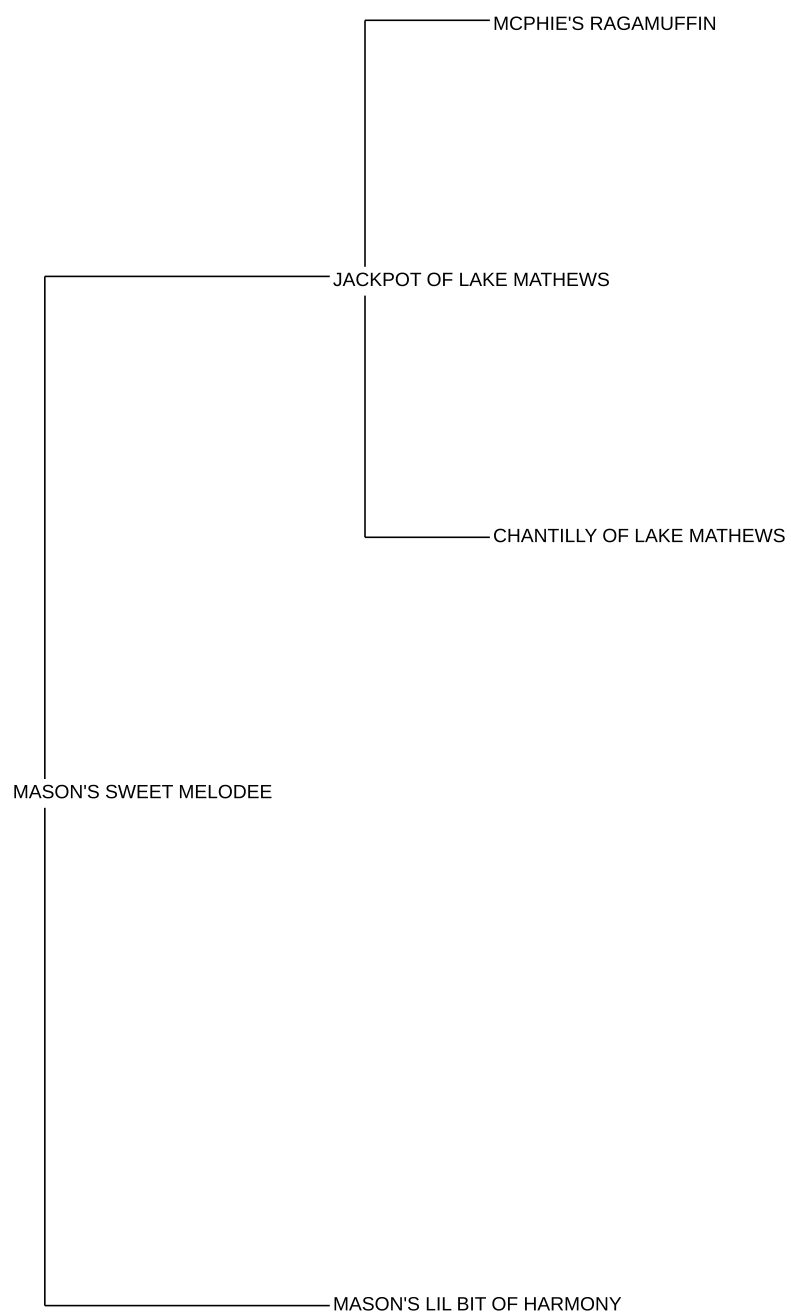 MCPHIE'S RAGAMUFFIN
JACKPOT OF LAKE MATHEWS
CHANTILLY OF LAKE MATHEWS
MASON'S SWEET MELODEE
MASON'S LIL BIT OF HARMONY